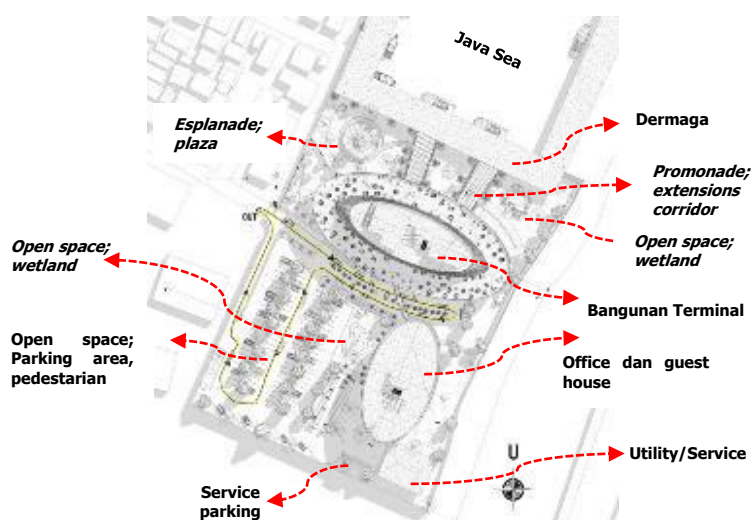 Java Sea
Esplanade;
plaza
Dermaga
Promonade;
extensions
corridor
OUT
Open space;
wetland
Open space;
wetland
Bangunan Terminal
Open space;
Parking area,
pedestarian
Office dan guest
house
U
Utility/Service
Service
parking